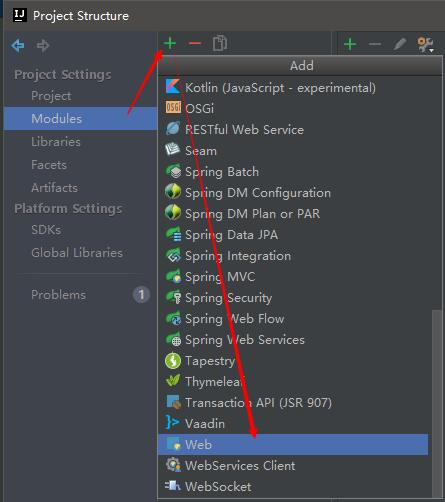 IJ Project Structure
Add
Project Settings
Project
Modules
Libraries
Facets
Artifacts
Platform Settings
SDKs
Global Libraries
Problems 1
Kotlin (JavaScript - experimental)
OSGi OSGi
RESTful Web Service
Seam
Spring Batch
Spring DM Configuration
Spring DM Plan or PAR
Spring Data JPA
Spring Integration
Spring MVC
Spring Security
Spring Web Flow
Spring Web Services
Tapestry
Thymeleaf
Transaction API (JSR 907)
Vaadin
Web
WebServices Client
WebSocket